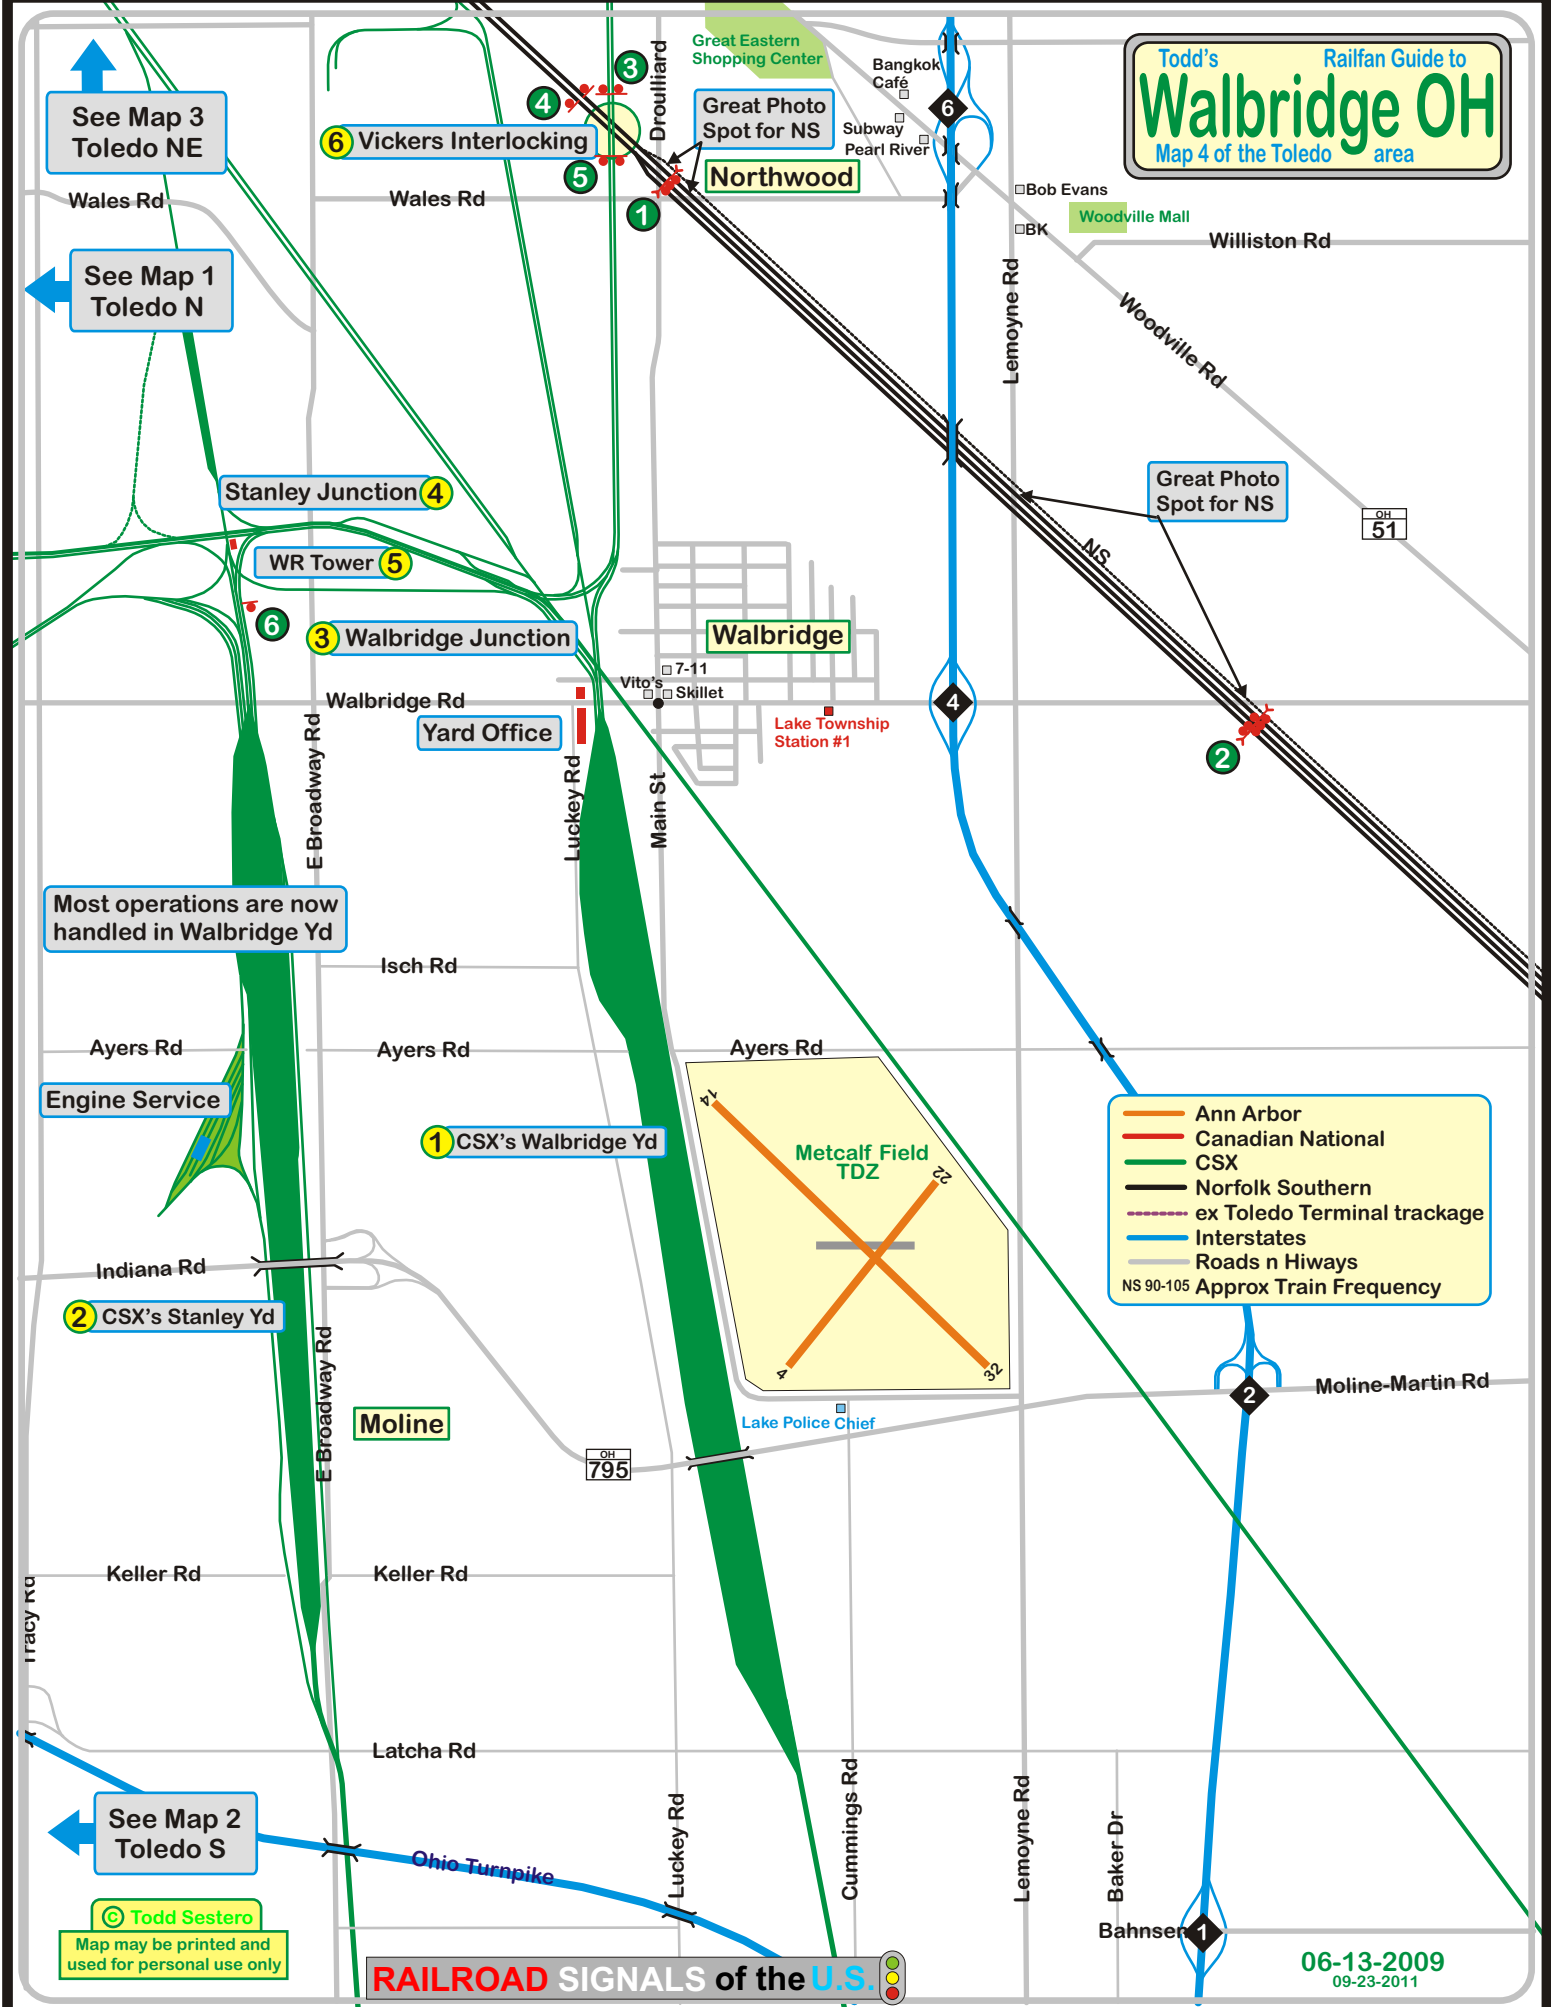 Todd's
Railfan Guide to
Walbridge OH
Map 4 of the Toledo area
See Map 3
Toledo NE
Great Eastern
Shopping Center
Bangkok
Café
Subway
Pearl River
6
3
4
6 Vickers Interlocking
5
1
Droulliard
Great Photo
Spot for NS
Northwood
Wales Rd
Wales Rd
Bob Evans
Woodville Mall
BK
Williston Rd
See Map 1
Toledo N
Lemoyne Rd
Woodville Rd
Stanley Junction 4
Great Photo
Spot for NS
OH
51
NS
WR Tower 5
6
3 Walbridge Junction
Walbridge
7-11
Vito's
Skillet
Walbridge Rd
Yard Office
Lake Township
Station #1
4
2
E Broadway Rd
Luckey Rd
Main St
Most operations are now
handled in Walbridge Yd
Isch Rd
Ayers Rd
Ayers Rd
Ayers Rd
Engine Service
1 CSX's Walbridge Yd
14
Metcalf Field
TDZ
22
4
32
Ann Arbor
Canadian National
CSX
Norfolk Southern
ex Toledo Terminal trackage
Interstates
Roads n Hiways
NS 90-105 Approx Train Frequency
Indiana Rd
2 CSX's Stanley Yd
E Broadway Rd
Moline
2
Moline-Martin Rd
Lake Police Chief
OH
795
Keller Rd
Keller Rd
Tracy Rd
Latcha Rd
See Map 2
Toledo S
Ohio Turnpike
Luckey Rd
Cummings Rd
Lemoyne Rd
Baker Dr
Bahnsen
1
© Todd Sestero
Map may be printed and
used for personal use only
RAILROAD SIGNALS of the U.S.
06-13-2009
09-23-2011